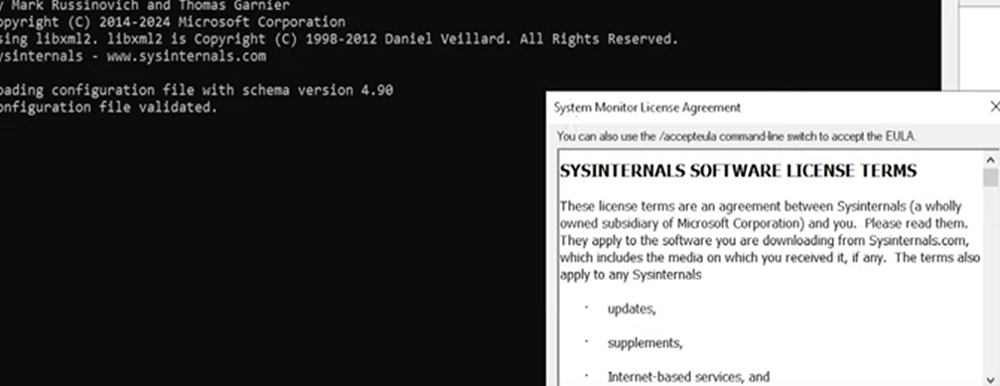 y Mark Russinovich and Thomas Garnier
opyright (C) 2014-2024 Microsoft Corporation
sing libxml2. libxml2 is Copyright (C) 1998-2012 Daniel Veillard. All Rights Reserved.
ysinternals - www.sysinternals.com
oading configuration file with schema version 4.90
onfiguration file validated.
System Monitor License Agreement
You can also use the /accepteula command-line switch to accept the EULA.
SYSINTERNALS SOFTWARE LICENSE TERMS
These license terms are an agreement between Sysinternals (a wholly
owned subsidiary of Microsoft Corporation) and you. Please read them.
They apply to the software you are downloading from Sysinternals.com,
which includes the media on which you received it, if any. The terms also
apply to any Sysinternals
· updates,
· supplements,
· Internet-based services, and